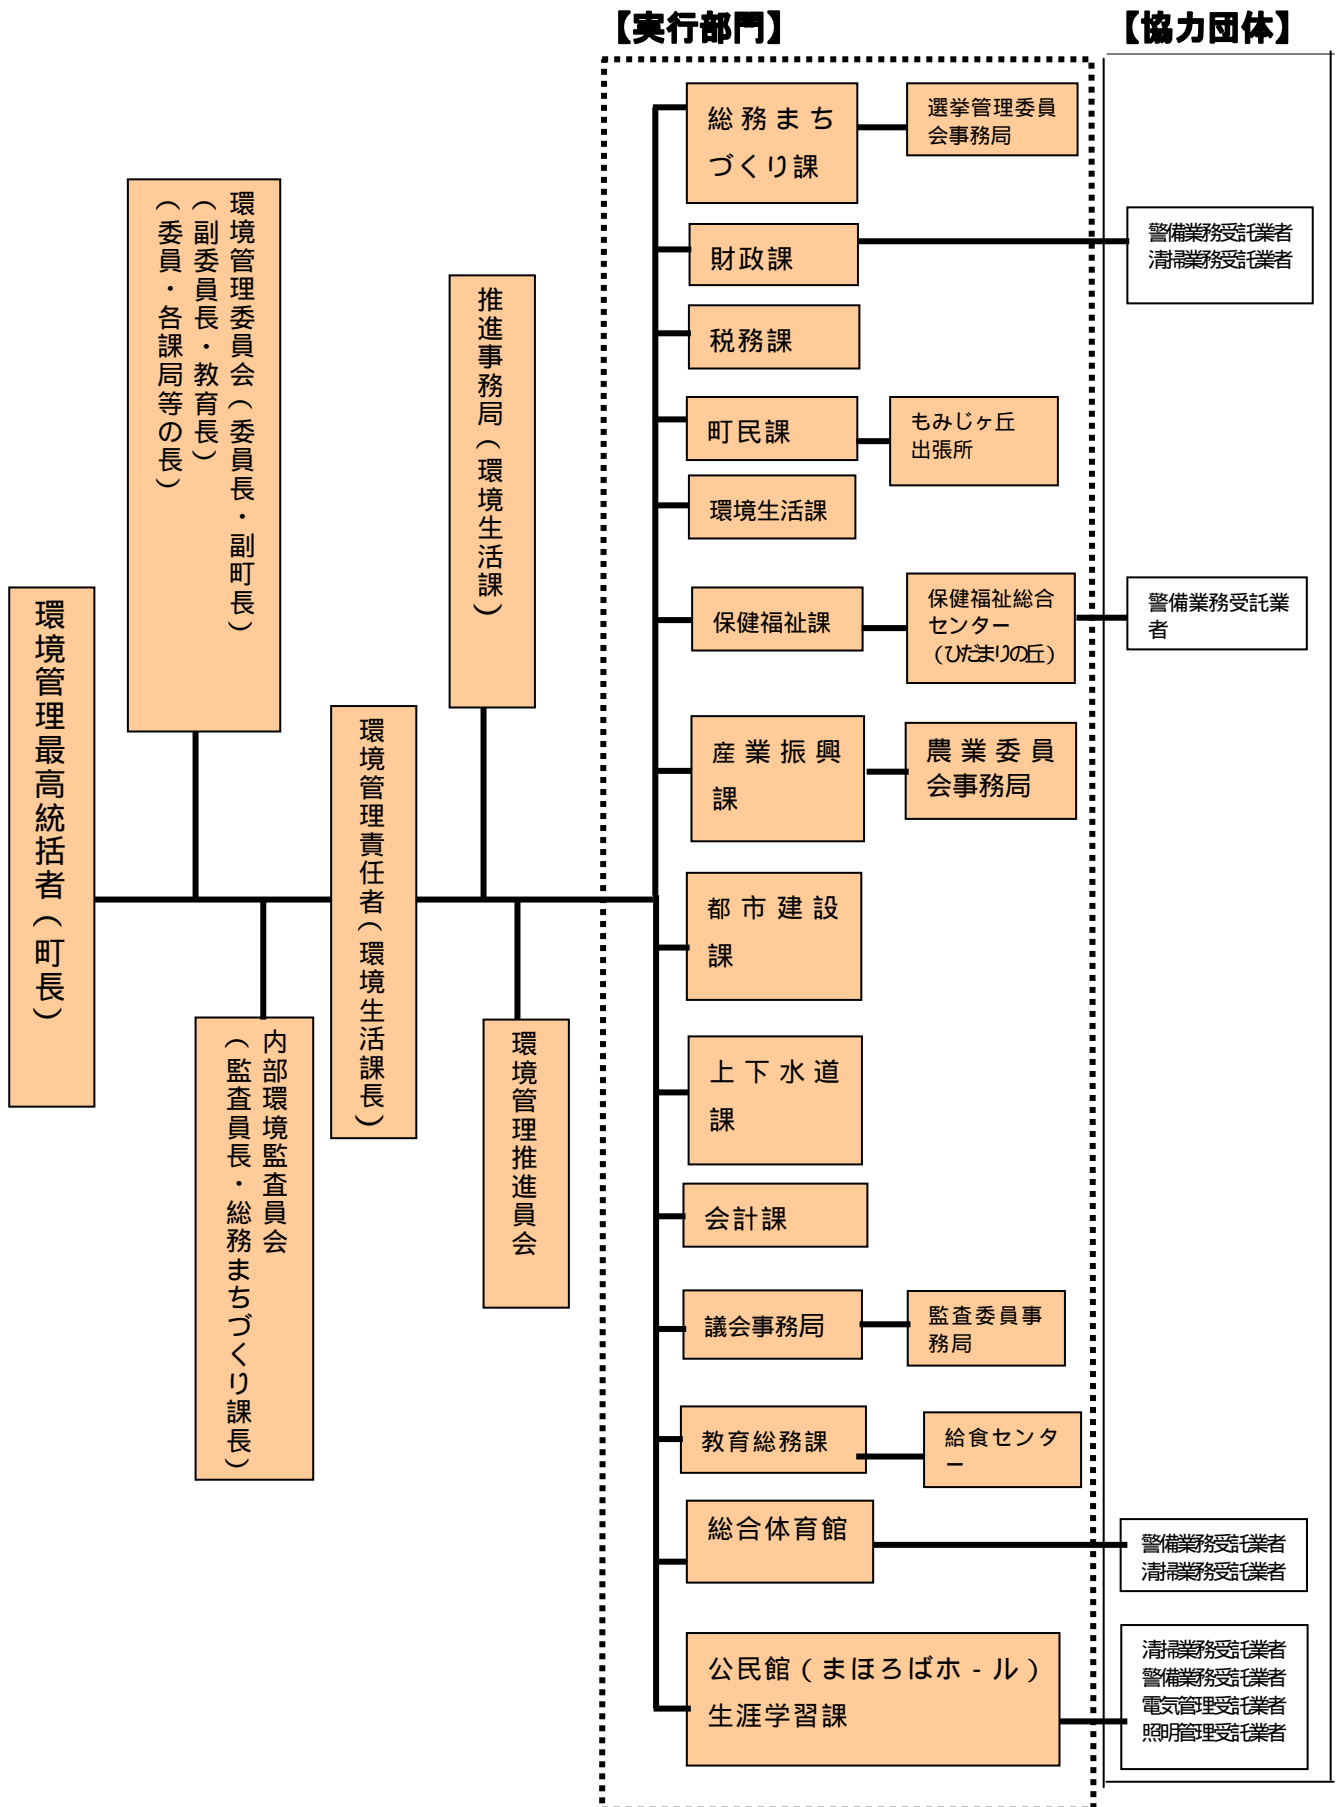 【実行部門】
【協力団体】
環境管理最高統括者(町長)
環境管理委員会(委員長・副町長)
(副委員長・教育長)
(委員・各課局等の長)
内部環境監査員会
(監査員長・総務まちづくり課長)
環境管理責任者(環境生活課長)
推進事務局(環境生活課)
環境管理推進員会
総務まち
づくり課
選挙管理委員
会事務局
財政課
警備業務受託業者
清掃業務受託業者
税務課
町民課
もみじヶ丘
出張所
環境生活課
保健福祉課
保健福祉総合
センター
(ひだまりの丘)
警備業務受託業
者
産業振興
課
農業委員
会事務局
都市建設
課
上下水道
課
会計課
議会事務局
監査委員事
務局
教育総務課
給食センタ
ー
総合体育館
警備業務受託業者
清掃業務受託業者
公民館(まほろばホ-ル)
生涯学習課
清掃業務受託業者
警備業務受託業者
電気管理受託業者
照明管理受託業者